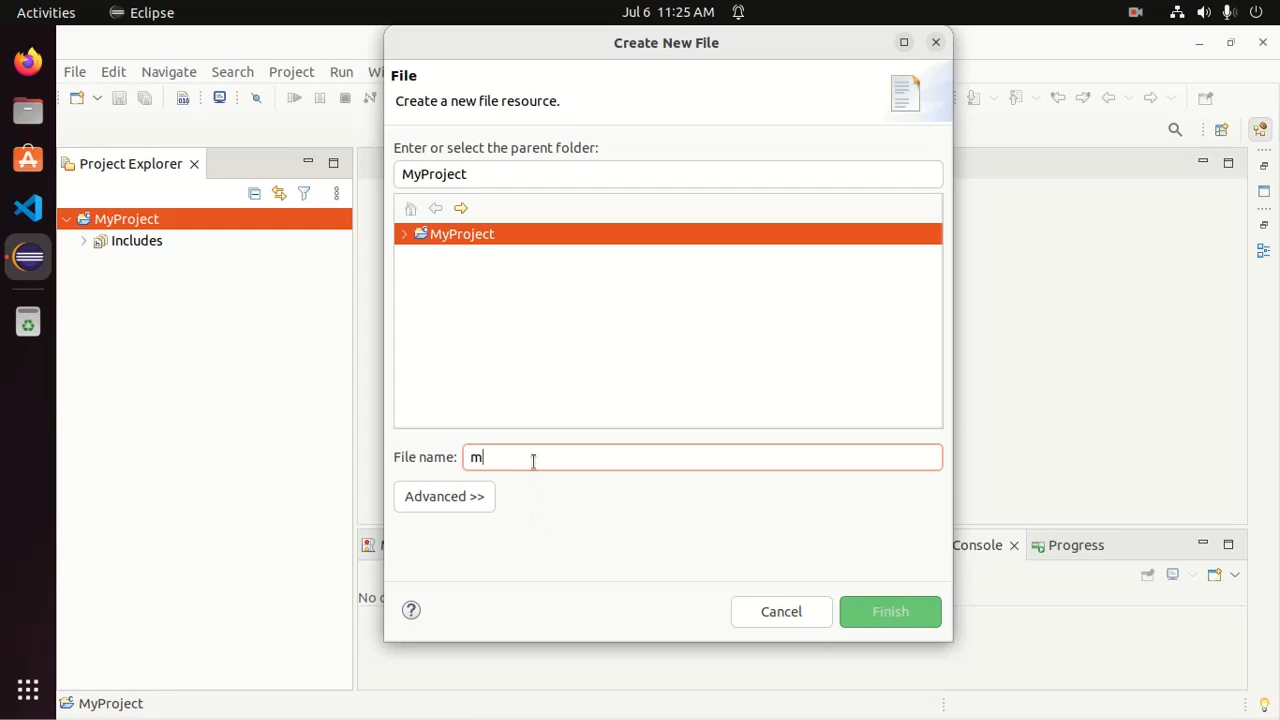 Activities Eclipse Jul 6 11:25 AM
Create New File
File
Create a new file resource.
File Edit Navigate Search Project Run
Enter or select the parent folder:
MyProject
Project Explorer
MyProject
Includes
MyProject
File name: m
Advanced >>
Console Progress
Cancel Finish
MyProject